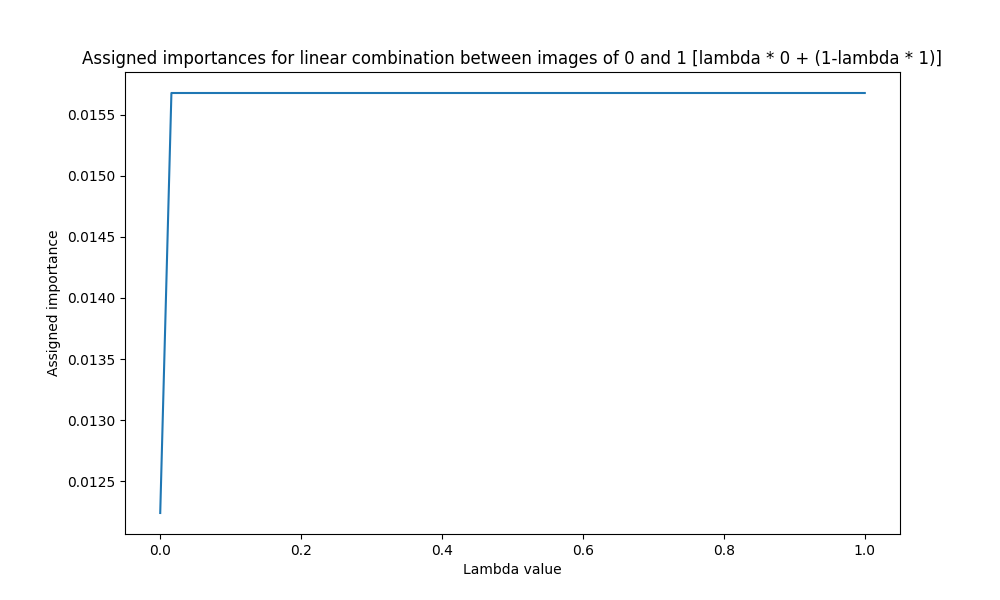 Assigned importances for linear combination between images of 0 and 1 [lambda * 0 + (1-lambda * 1)]
0.0155
0.0150
0.0145
0.0140
0.0135
0.0130
0.0125
Assigned importance
0.0 0.2 0.4 0.6 0.8 1.0
Lambda value